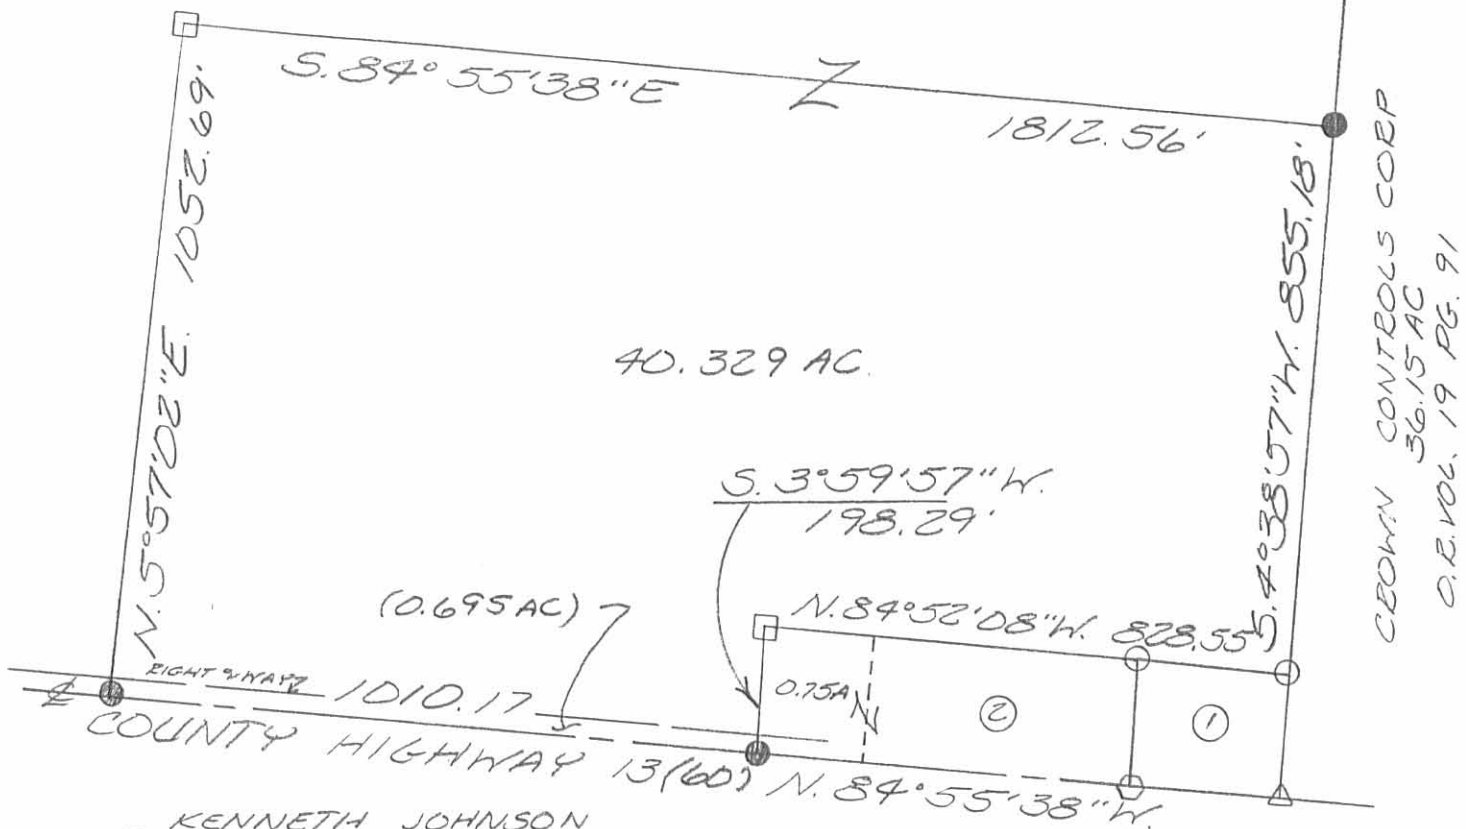 S. 84° 55' 38" E
1812.56'
N. 5° 57' 02" E. 1052.69'
S. 4° 38' 57" W. 855.18'
CROWN CONTROLS CORP
36.15 AC
O.R. VOL. 19 PG. 91
40.329 AC.
S. 3° 59' 57" W.
198.29'
(0.695 AC)
N. 84° 52' 08" W. 828.55'
RIGHT of WAY
1010.17
0.75A
2
1
℄
COUNTY HIGHWAY 13 (60)
N. 84° 55' 38" W.
KENNETH JOHNSON